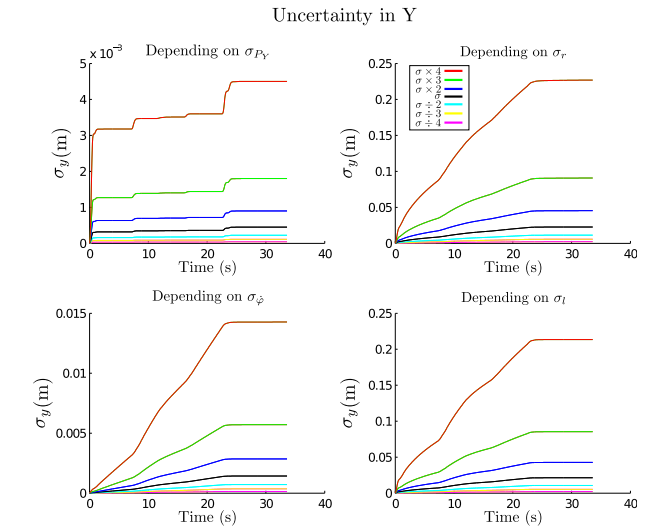 Uncertainty in Y
Depending on σ_{P_Y}
× 10⁻³
5
4
3
2
1
0
0 10 20 30 40
σ_y(m)
Time (s)
Depending on σ_r
0.25
0.2
0.15
0.1
0.05
0
0 10 20 30 40
σ_y(m)
Time (s)
σ × 4
σ × 3
σ × 2
σ
σ ÷ 2
σ ÷ 3
σ ÷ 4
Depending on σ_{φ̇}
0.015
0.01
0.005
0
0 10 20 30 40
σ_y(m)
Time (s)
Depending on σ_l
0.25
0.2
0.15
0.1
0.05
0
0 10 20 30 40
σ_y(m)
Time (s)